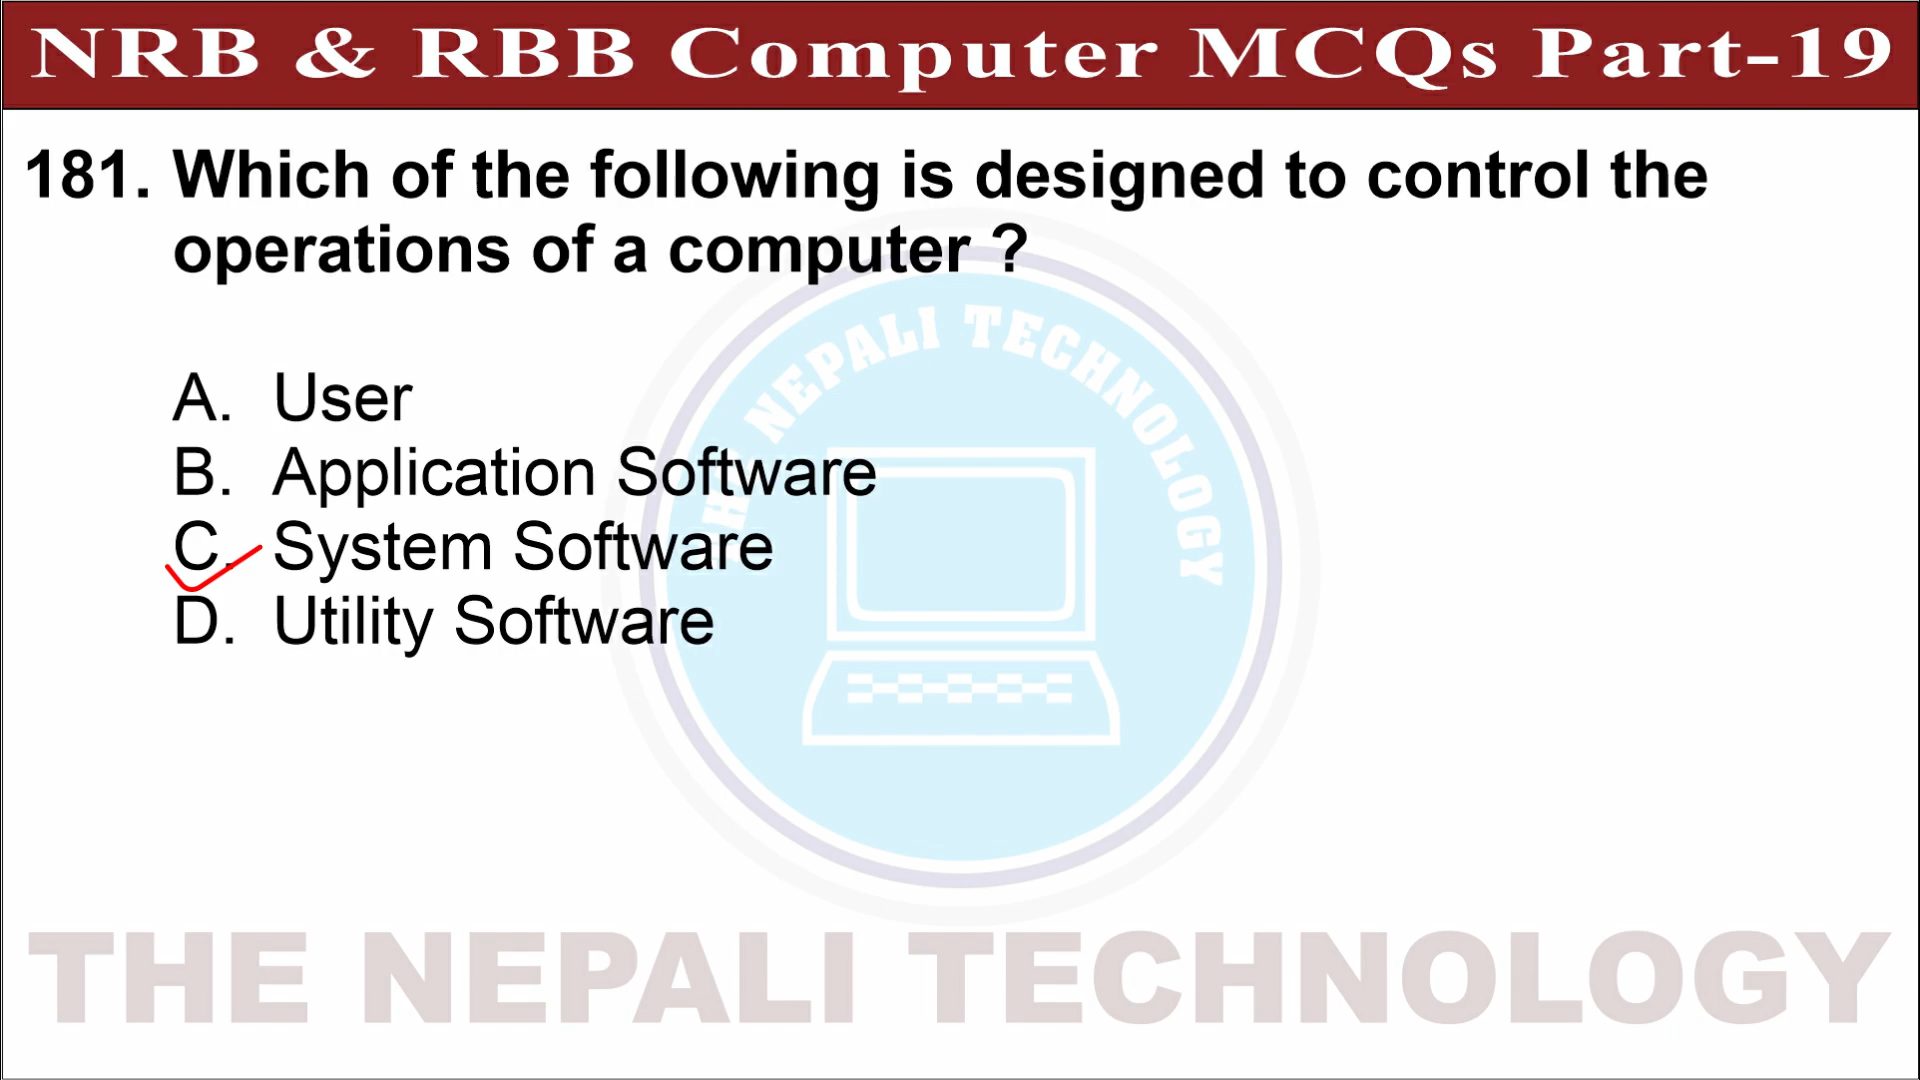 NRB & RBB Computer MCQs Part-19
181. Which of the following is designed to control the
operations of a computer ?
THE NEPALI TECHNOLOGY
A. User
B. Application Software
C. System Software
D. Utility Software
THE NEPALI TECHNOLOGY